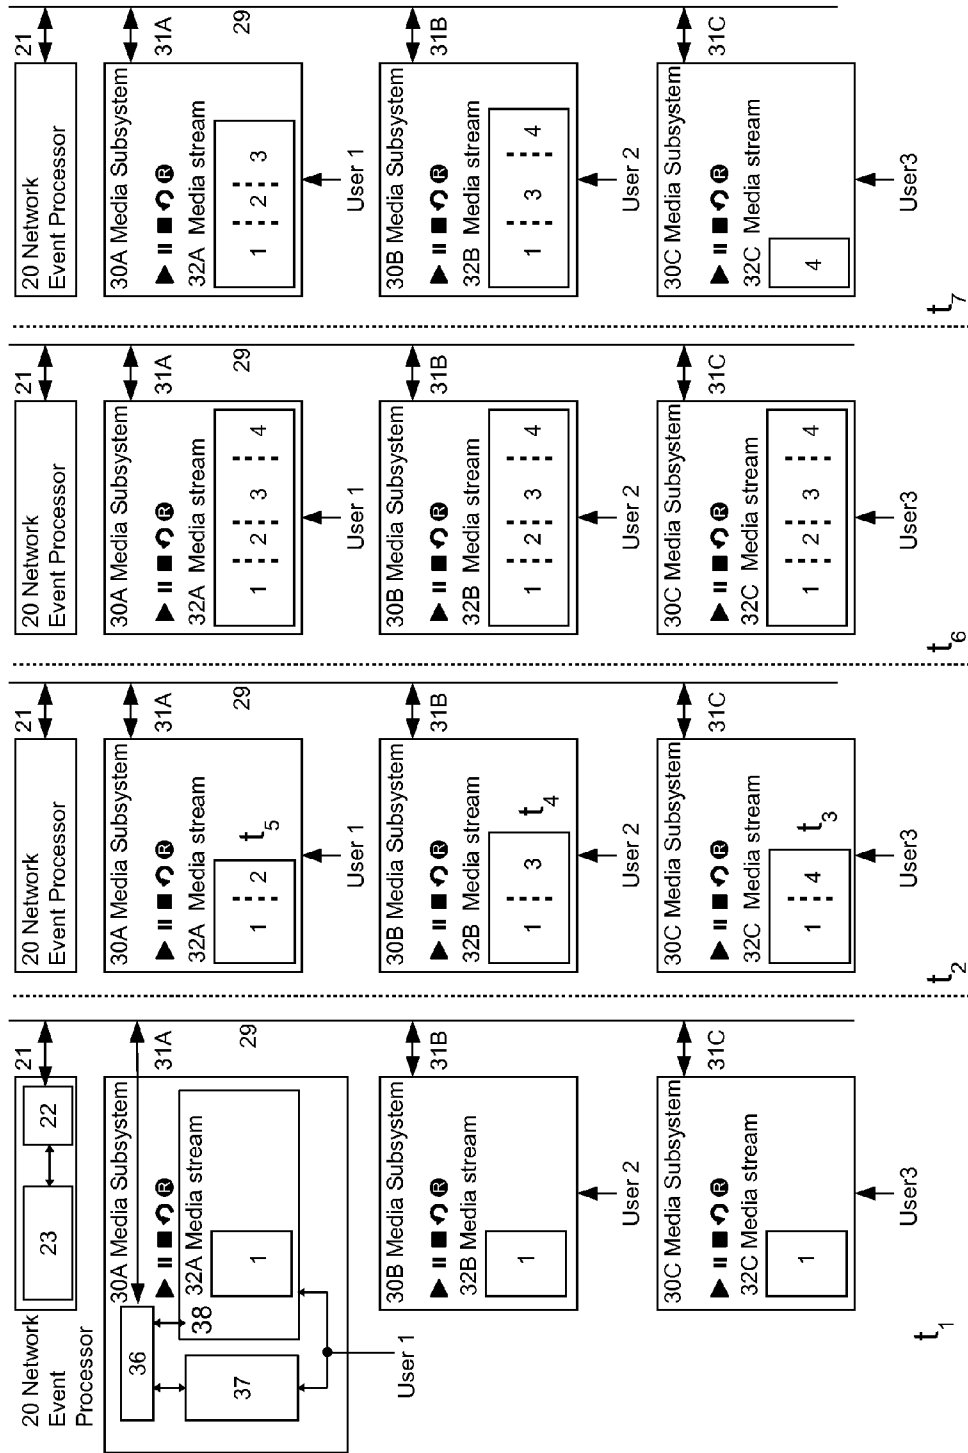 20 Network
Event
Processor
23
22
21
30A Media Subsystem
36
31A
37
38
32A Media stream
1
29
User 1
30B Media Subsystem
31B
32B Media stream
1
User 2
30C Media Subsystem
31C
32C Media stream
1
User3
t1
20 Network
Event Processor
21
30A Media Subsystem
31A
32A Media stream
29
1 2
t5
User 1
30B Media Subsystem
31B
32B Media stream
1 3
t4
User 2
30C Media Subsystem
31C
32C Media stream
1 4
t3
User3
t2
20 Network
Event Processor
21
30A Media Subsystem
31A
32A Media stream
29
1 2 3 4
User 1
30B Media Subsystem
31B
32B Media stream
1 2 3 4
User 2
30C Media Subsystem
31C
32C Media stream
1 2 3 4
User3
t6
20 Network
Event Processor
21
30A Media Subsystem
31A
® 
32A Media stream
29
1 2 3
User 1
30B Media Subsystem
31B
32B Media stream
1 3 4
User 2
30C Media Subsystem
31C
32C Media stream
4
User3
t7